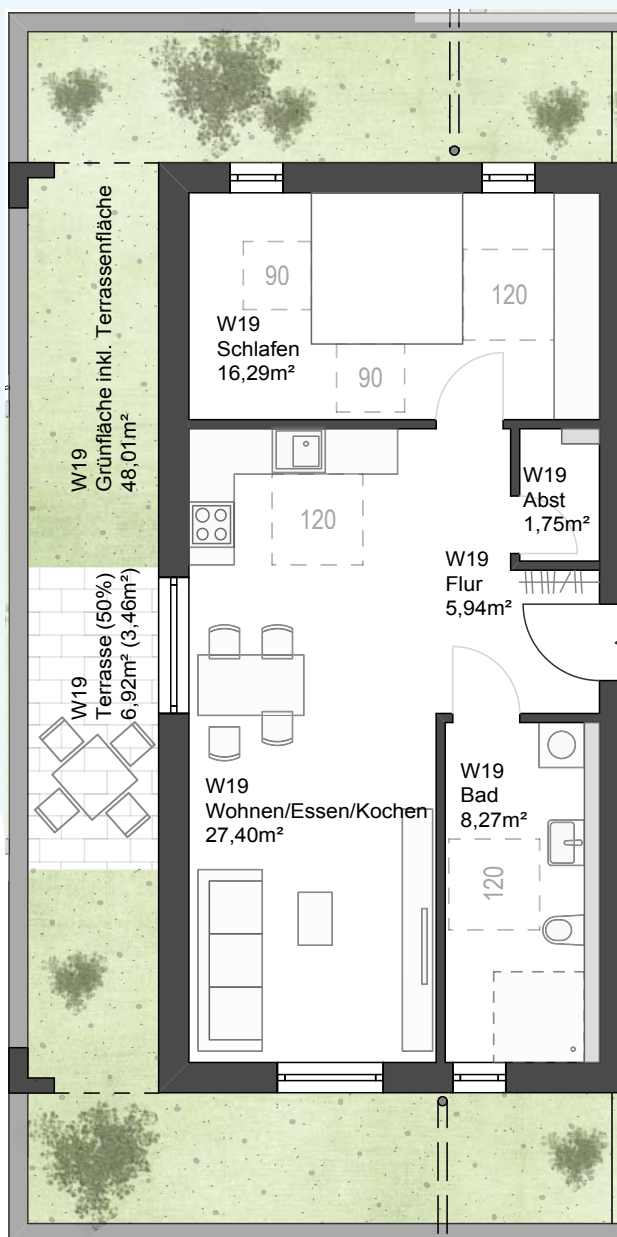 90
120
W19
Schlafen
16,29m²
90
W19
Grünfläche inkl. Terrassenfläche
48,01m²
120
W19
Abst
1,75m²
W19
Flur
5,94m²
W19
Terrasse (50%)
6,92m² (3,46m²)
W19
Wohnen/Essen/Kochen
27,40m²
W19
Bad
8,27m²
120